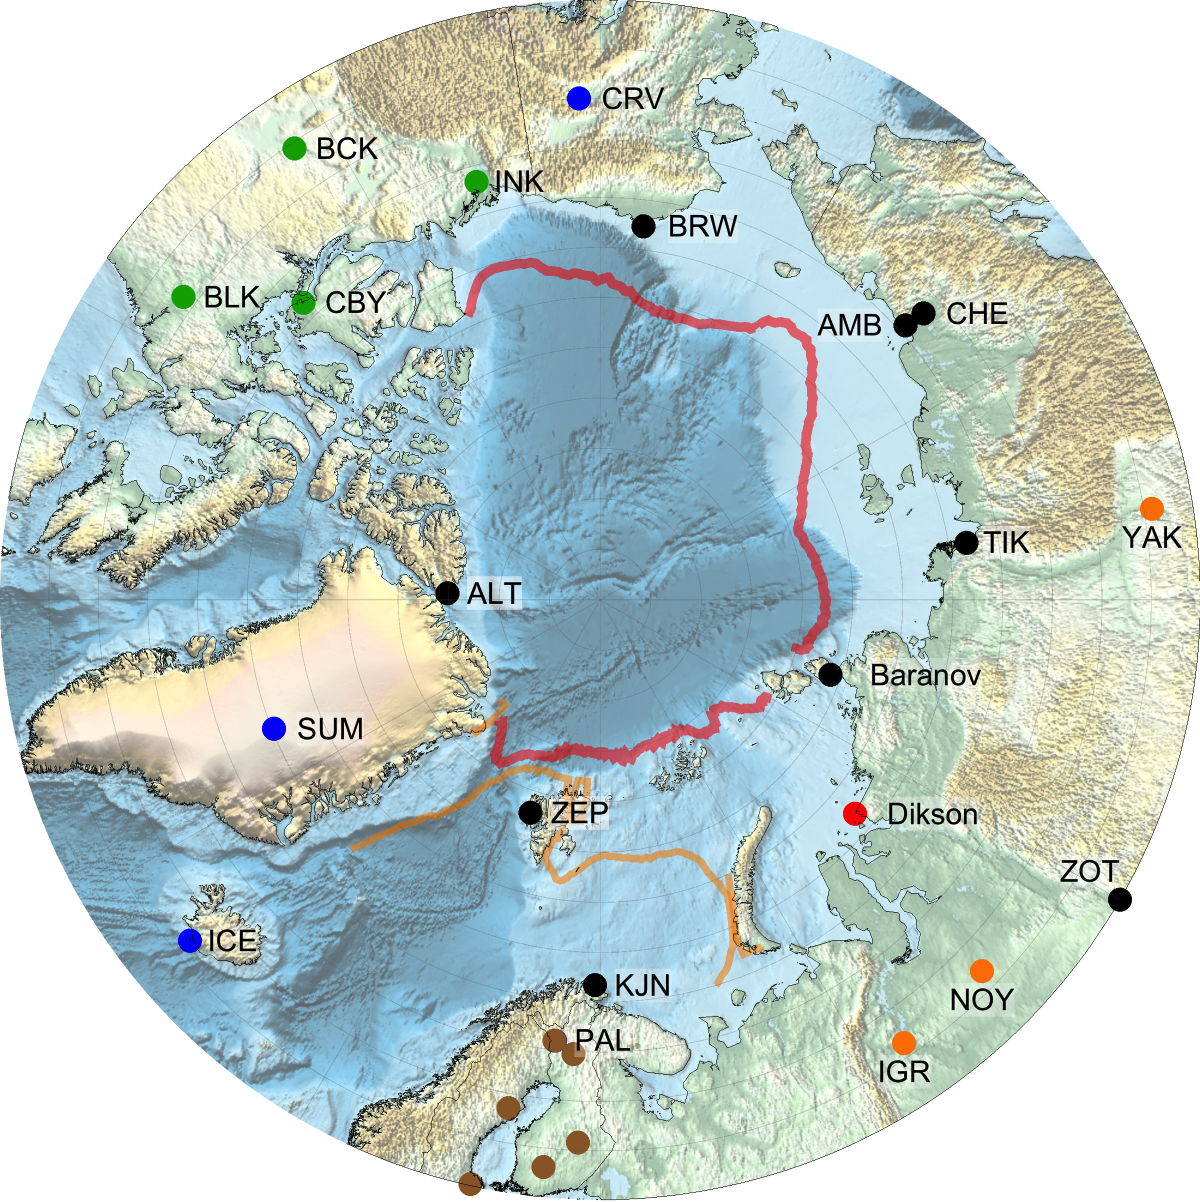 CRV
BCK
INK
BRW
BLK
CBY
AMB
CHE
YAK
TIK
ALT
Baranov
SUM
ZEP
Dikson
ZOT
ICE
KJN
NOY
PAL
IGR